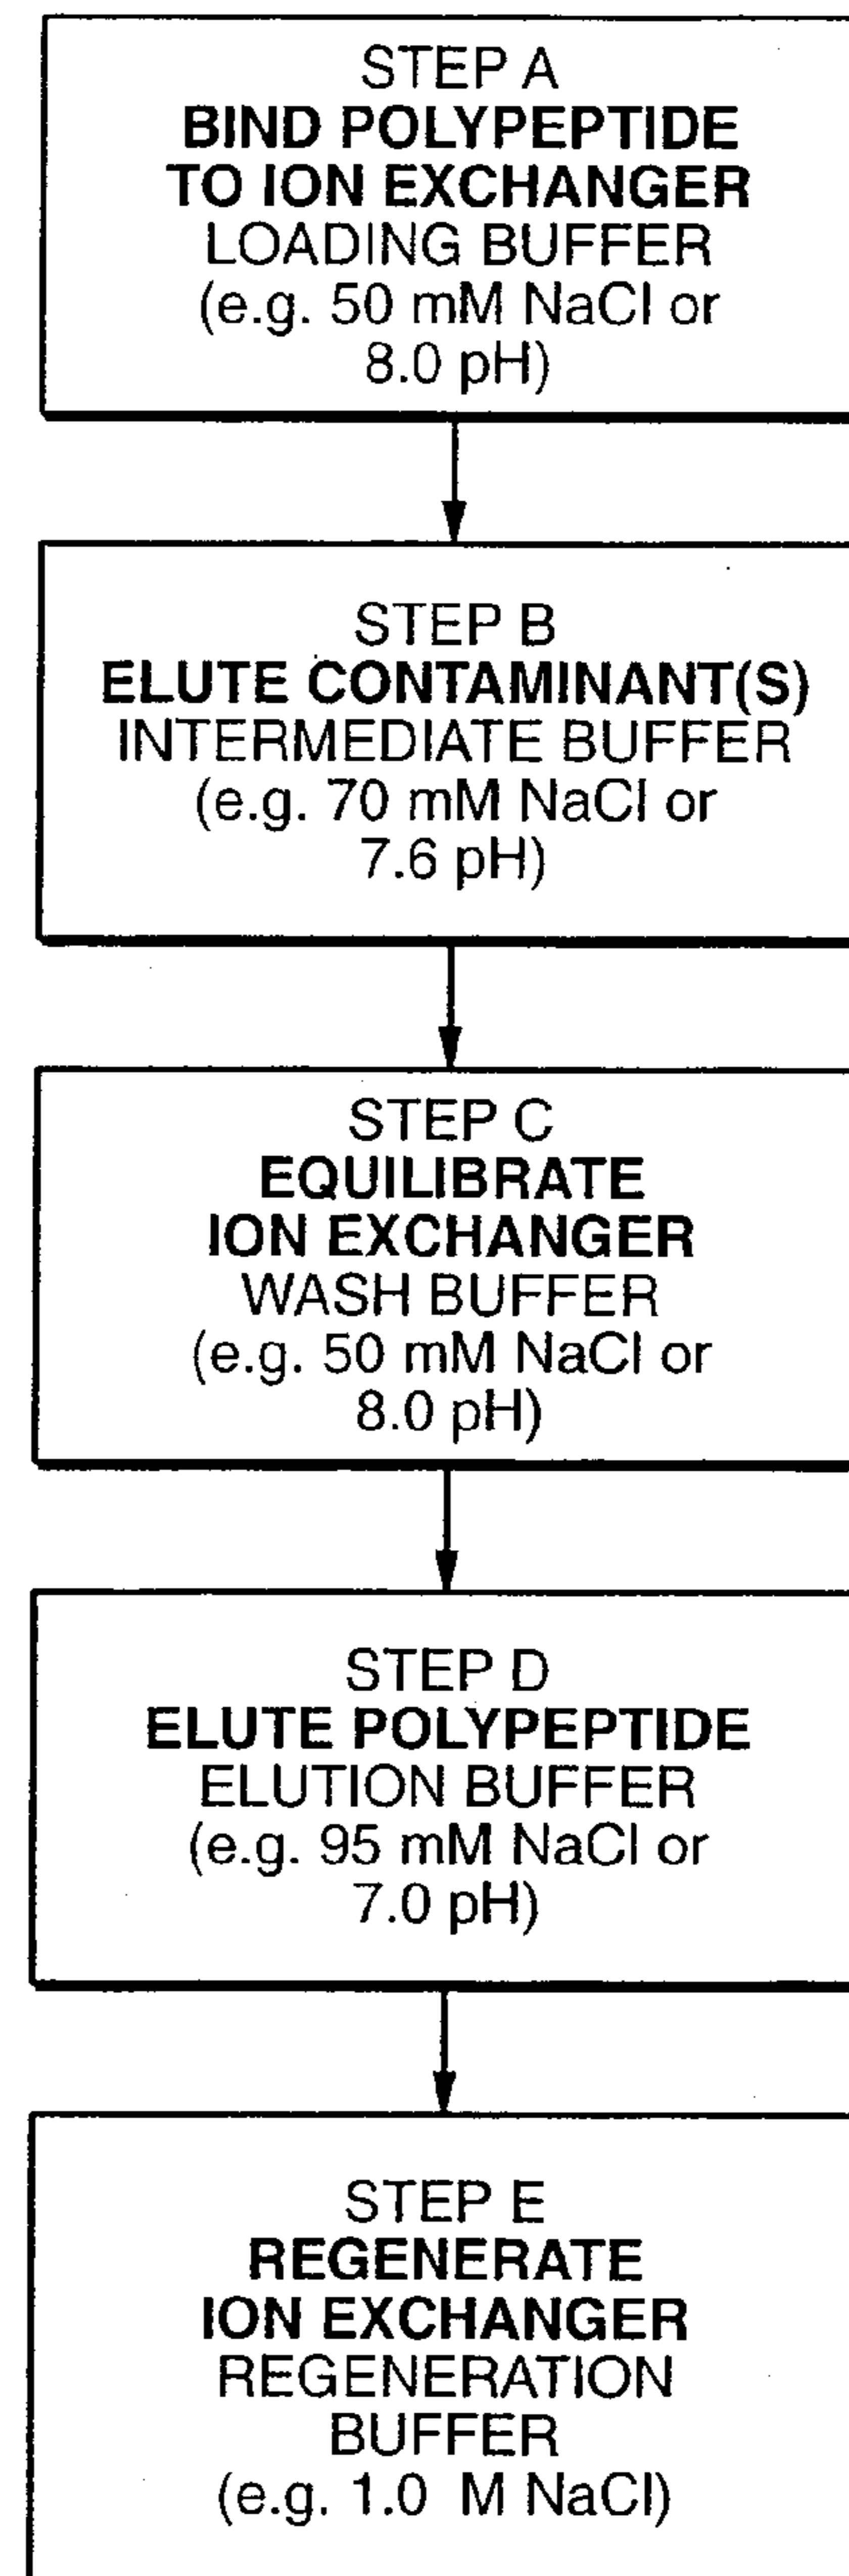 STEP A
BIND POLYPEPTIDE
TO ION EXCHANGER
LOADING BUFFER
(e.g. 50 mM NaCl or
8.0 pH)
STEP B
ELUTE CONTAMINANT(S)
INTERMEDIATE BUFFER
(e.g. 70 mM NaCl or
7.6 pH)
STEP C
EQUILIBRATE
ION EXCHANGER
WASH BUFFER
(e.g. 50 mM NaCl or
8.0 pH)
STEP D
ELUTE POLYPEPTIDE
ELUTION BUFFER
(e.g. 95 mM NaCl or
7.0 pH)
STEP E
REGENERATE
ION EXCHANGER
REGENERATION
BUFFER
(e.g. 1.0 M NaCl)